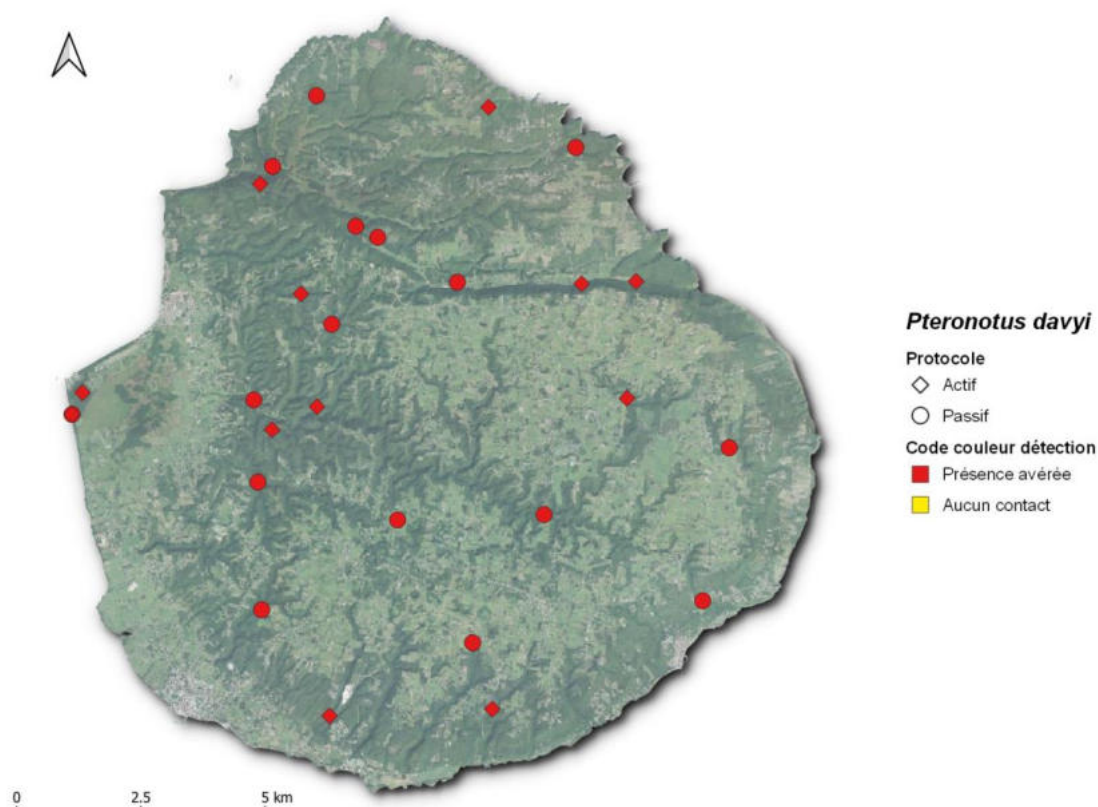 Pteronotus davyi
Protocole
Actif
Passif
Code couleur détection
Présence avérée
Aucun contact
0 2.5 5 km